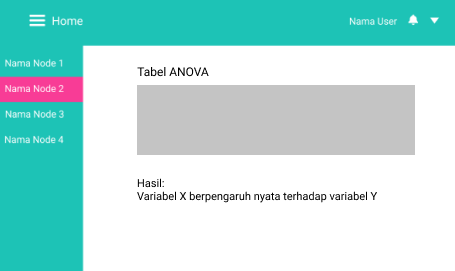 Home
Nama User
Nama Node 1
Nama Node 2
Nama Node 3
Nama Node 4
Tabel ANOVA
Hasil:
Variabel X berpengaruh nyata terhadap variabel Y